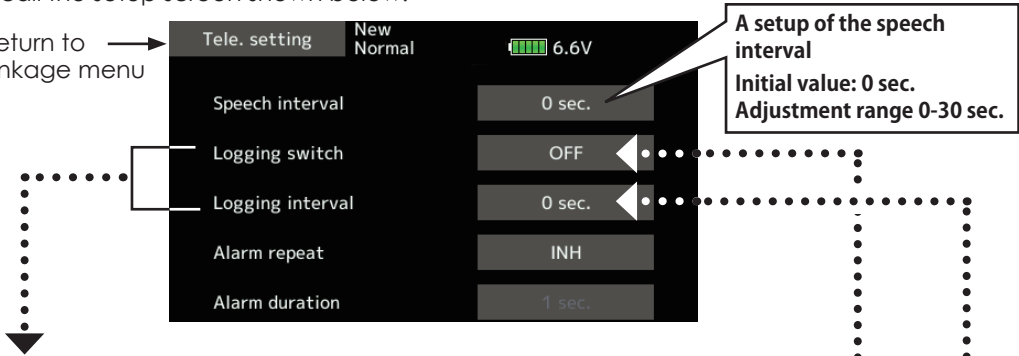 eturn to
nkage menu
Tele. setting
New
Normal
6.6V
A setup of the speech
interval
Initial value: 0 sec.
Adjustment range 0-30 sec.
Speech interval
0 sec.
Logging switch
OFF
Logging interval
0 sec.
Alarm repeat
INH
Alarm duration
1 sec.